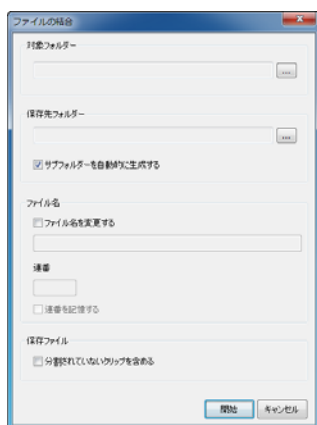 ファイルの結合
対象フォルダー
...
保存先フォルダー
...
サブフォルダーを自動的に生成する
ファイル名
ファイル名を変更する
連番
連番を記憶する
保存ファイル
分割されていないクリップを含める
開始
キャンセル